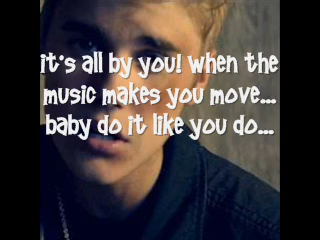 it's all by you! when the
music makes you move...
baby do it like you do...